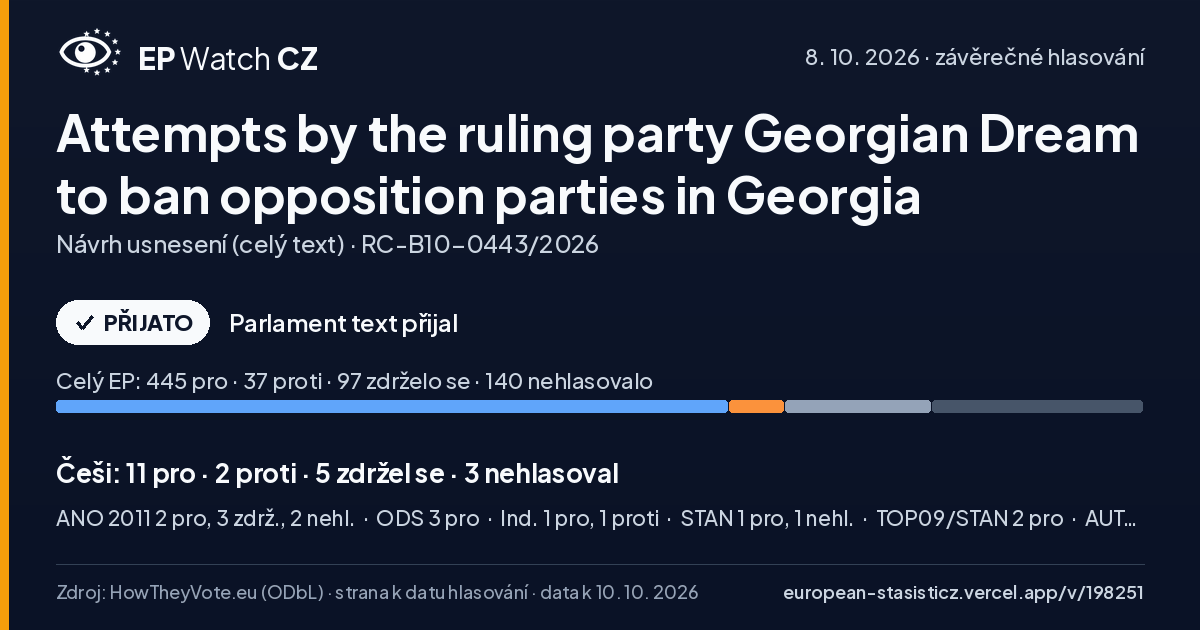 EP Watch CZ
8. 10. 2026 · závěrečné hlasování
Attempts by the ruling party Georgian Dream
to ban opposition parties in Georgia
Návrh usnesení (celý text) · RC-B10-0443/2026
✓ PŘIJATO
Parlament text přijal
Celý EP: 445 pro · 37 proti · 97 zdrželo se · 140 nehlasovalo
Češi: 11 pro · 2 proti · 5 zdržel se · 3 nehlasoval
ANO 2011 2 pro, 3 zdrž., 2 nehl. · ODS 3 pro · Ind. 1 pro, 1 proti · STAN 1 pro, 1 nehl. · TOP09/STAN 2 pro · AUT…
Zdroj: HowTheyVote.eu (ODbL) · strana k datu hlasování · data k 10. 10. 2026
european-stasisticz.vercel.app/v/198251